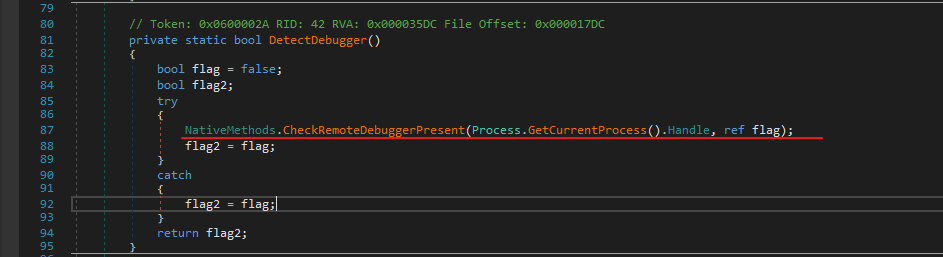 79
80 // Token: 0x0600002A RID: 42 RVA: 0x000035DC File Offset: 0x000017DC
81 private static bool DetectDebugger()
82 {
83 bool flag = false;
84 bool flag2;
85 try
86 {
87 NativeMethods.CheckRemoteDebuggerPresent(Process.GetCurrentProcess().Handle, ref flag);
88 flag2 = flag;
89 }
90 catch
91 {
92 flag2 = flag;
93 }
94 return flag2;
95 }